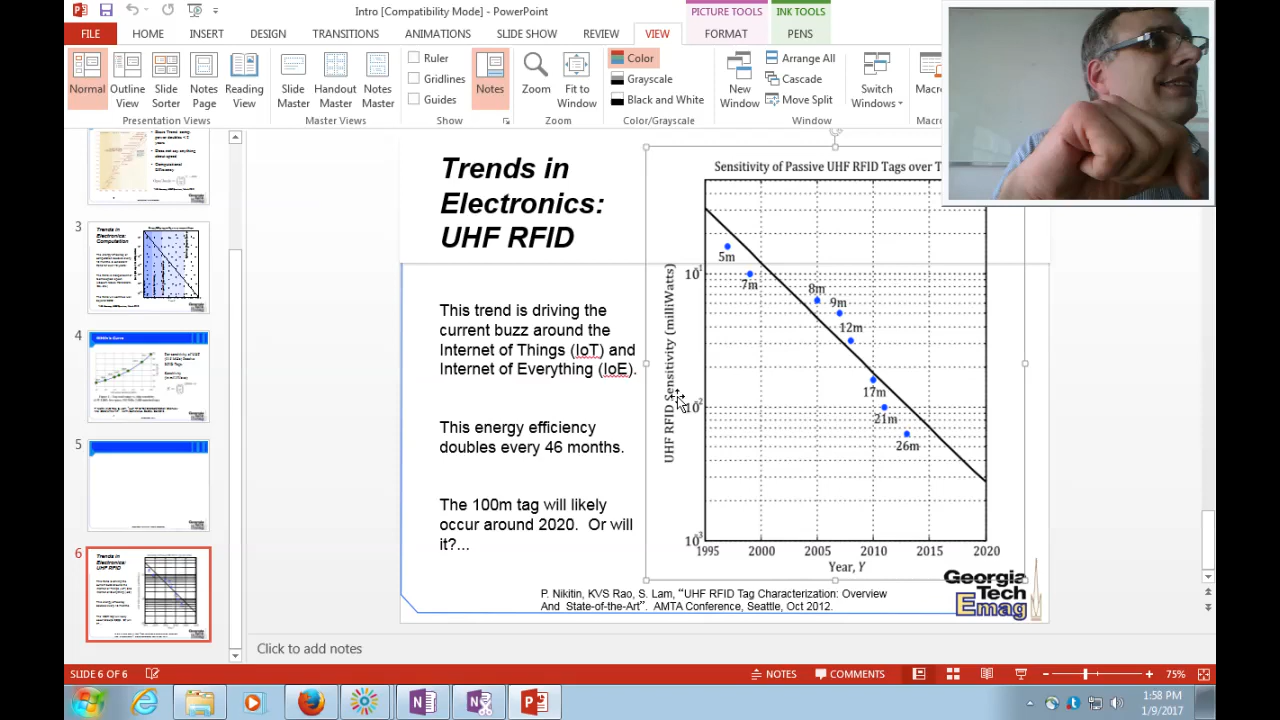 Intro [Compatibility Mode] - PowerPoint
PICTURE TOOLS
INK TOOLS
FILE
HOME
INSERT
DESIGN
TRANSITIONS
ANIMATIONS
SLIDE SHOW
REVIEW
VIEW
FORMAT
PENS
Normal
Outline View
Slide Sorter
Notes Page
Reading View
Presentation Views
Slide Master
Handout Master
Notes Master
Master Views
Ruler
Gridlines
Guides
Show
Notes
Zoom
Fit to Window
Zoom
Color
Grayscale
Black and White
Color/Grayscale
New Window
Arrange All
Cascade
Move Split
Window
Switch Windows
Macro
Macro
3
4
5
6
Trends in
Electronics:
UHF RFID
This trend is driving the
current buzz around the
Internet of Things (IoT) and
Internet of Everything (IoE).
This energy efficiency
doubles every 46 months.
The 100m tag will likely
occur around 2020. Or will
it?...
Sensitivity of Passive UHF RFID Tags over T
UHF RFID Sensitivity (milliWatts)
10¹
10²
10³
5m
7m
8m
9m
12m
17m
21m
26m
1995 2000 2005 2010 2015 2020
Year, Y
P. Nikitin, KVS Rao, S. Lam, "UHF RFID Tag Characterization: Overview
And State-of-the-Art". AMTA Conference, Seattle, Oct 2012.
Georgia
Tech
Emag
Click to add notes
SLIDE 6 OF 6
NOTES
COMMENTS
75%
1:58 PM
1/9/2017